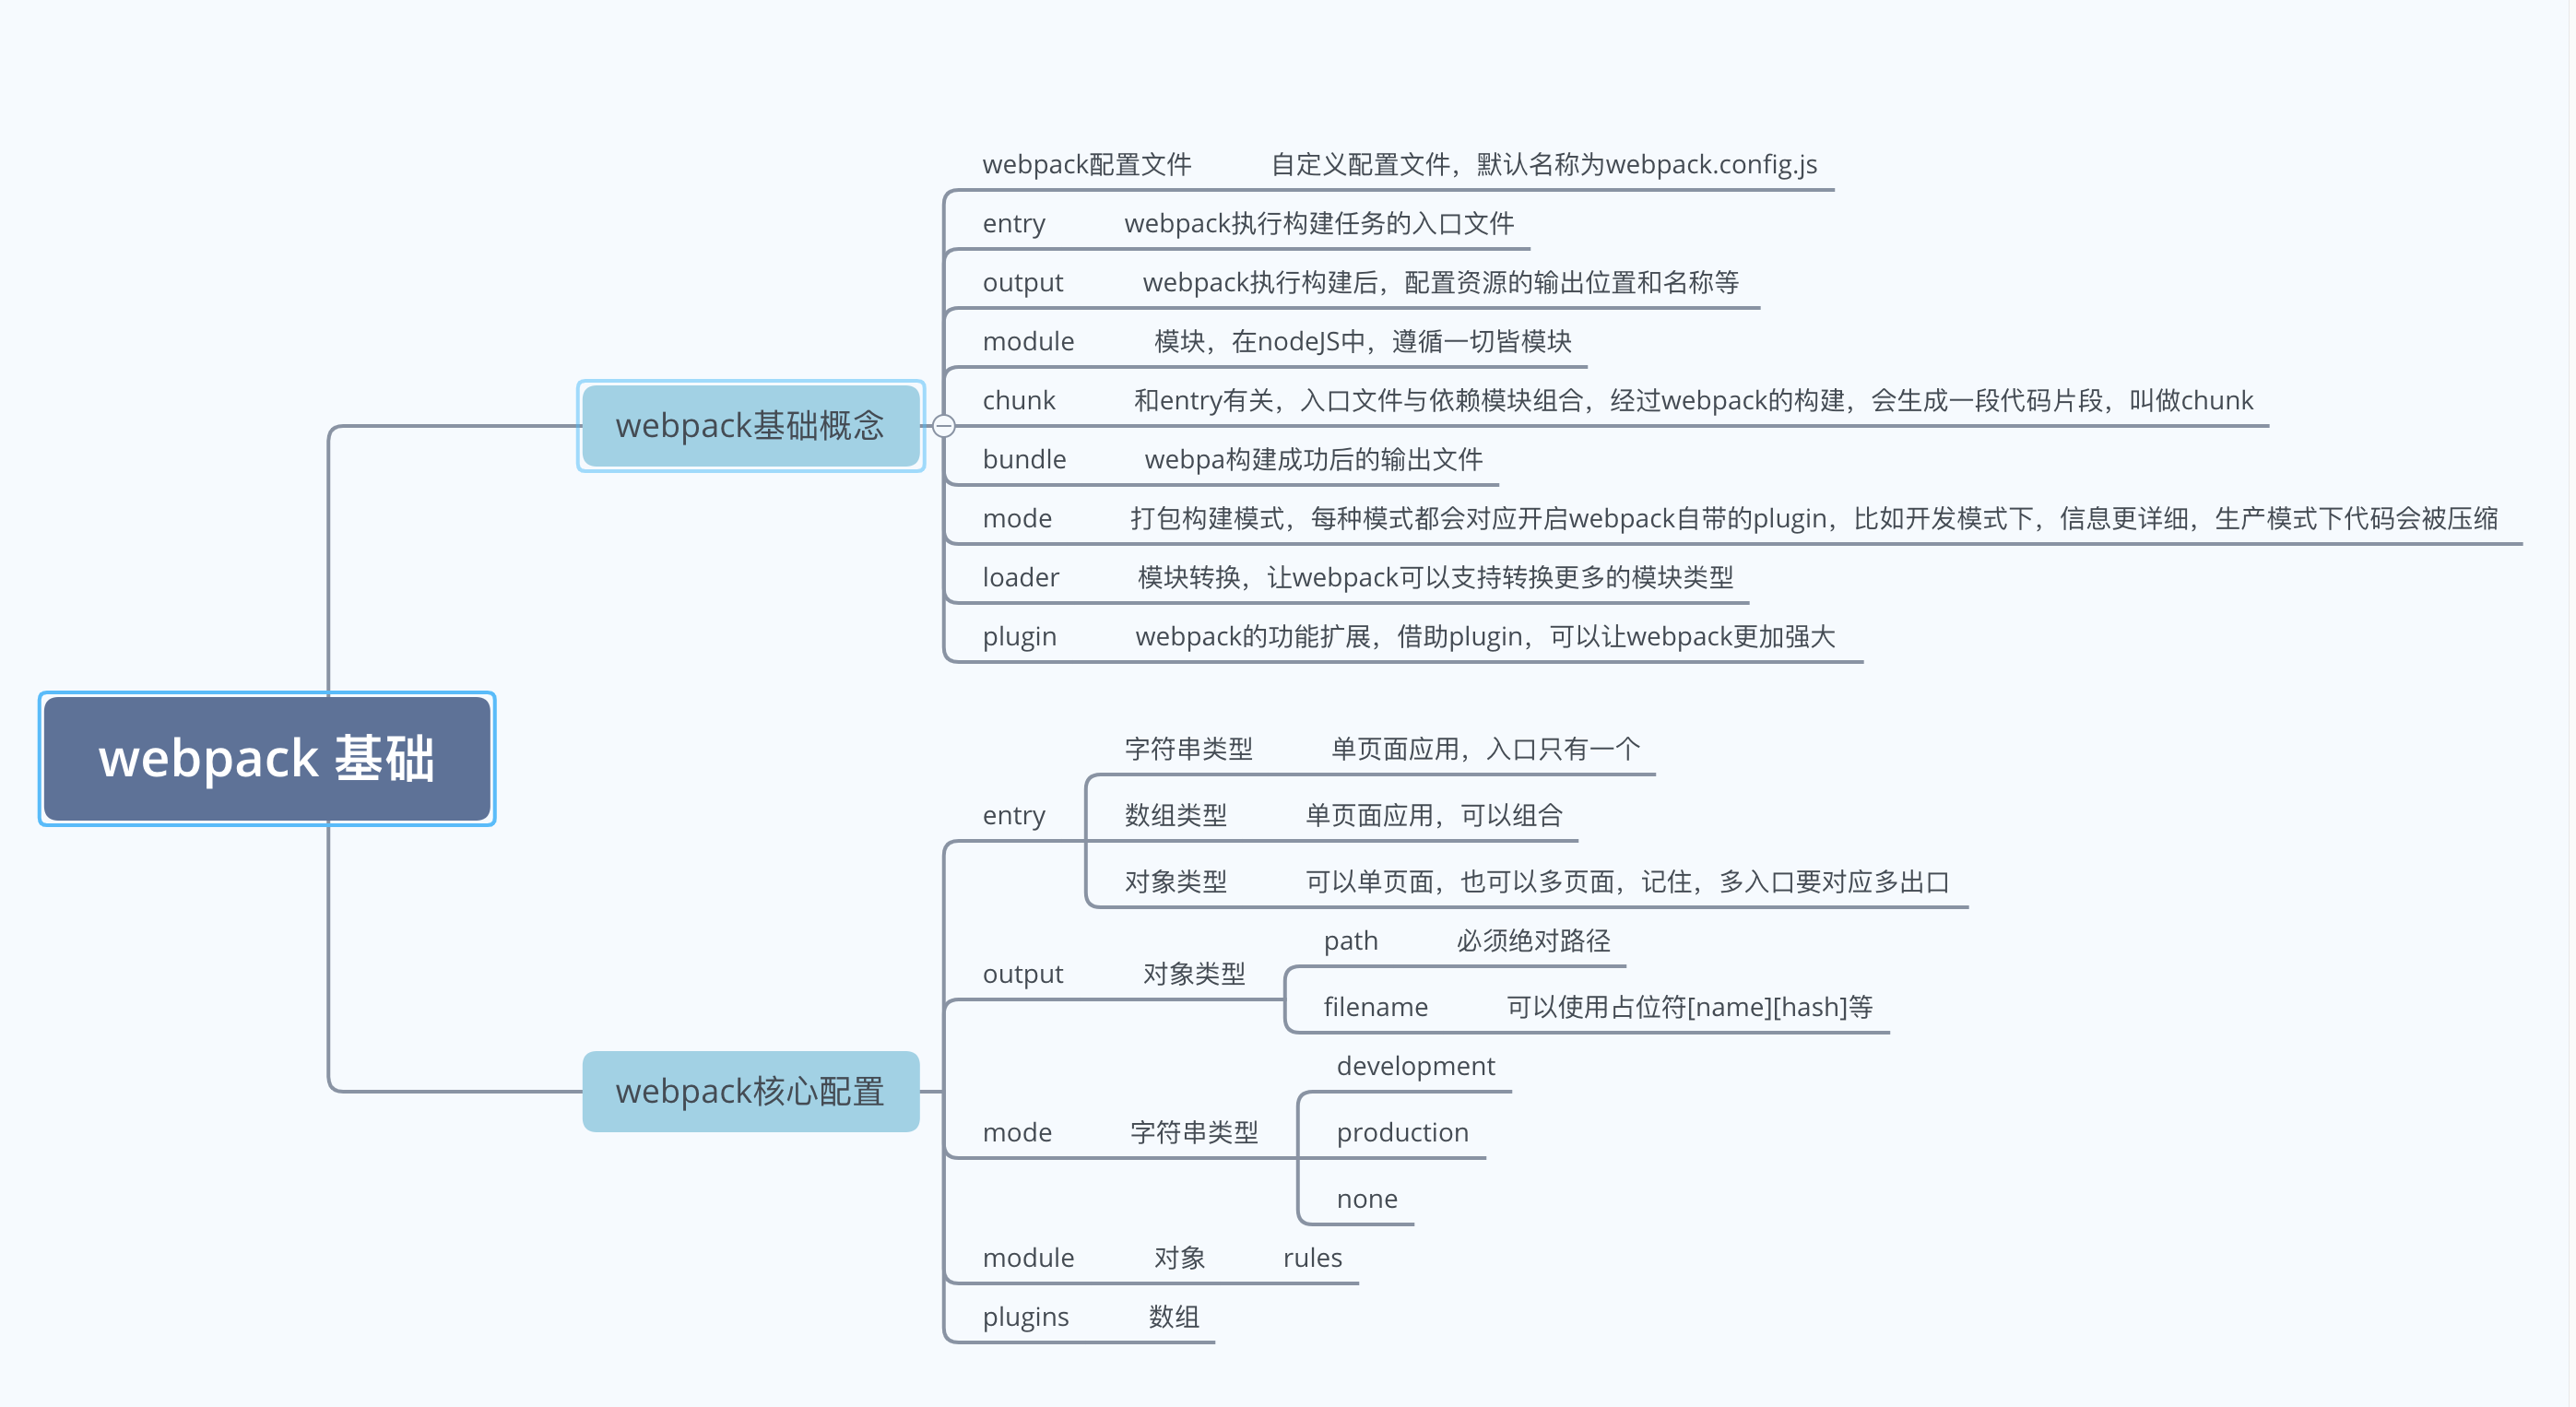 webpack 基础
webpack基础概念
webpack配置文件 自定义配置文件，默认名称为webpack.config.js
entry webpack执行构建任务的入口文件
output webpack执行构建后，配置资源的输出位置和名称等
module 模块，在nodeJS中，遵循一切皆模块
chunk 和entry有关，入口文件与依赖模块组合，经过webpack的构建，会生成一段代码片段，叫做chunk
bundle webpa构建成功后的输出文件
mode 打包构建模式，每种模式都会对应开启webpack自带的plugin，比如开发模式下，信息更详细，生产模式下代码会被压缩
loader 模块转换，让webpack可以支持转换更多的模块类型
plugin webpack的功能扩展，借助plugin，可以让webpack更加强大
webpack核心配置
entry
字符串类型 单页面应用，入口只有一个
数组类型 单页面应用，可以组合
对象类型 可以单页面，也可以多页面，记住，多入口要对应多出口
output 对象类型
path 必须绝对路径
filename 可以使用占位符[name][hash]等
mode 字符串类型
development
production
none
module 对象 rules
plugins 数组